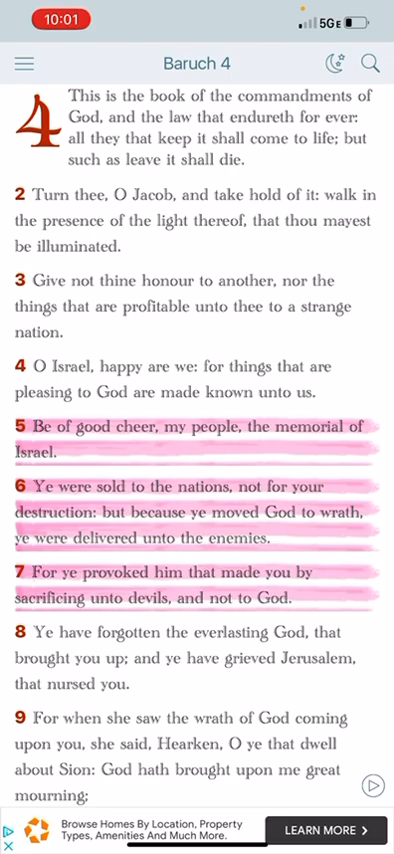 10:01
5GE
Baruch 4
4 This is the book of the commandments of
God, and the law that endureth for ever:
all they that keep it shall come to life; but
such as leave it shall die.
2 Turn thee, O Jacob, and take hold of it: walk in
the presence of the light thereof, that thou mayest
be illuminated.
3 Give not thine honour to another, nor the
things that are profitable unto thee to a strange
nation.
4 O Israel, happy are we: for things that are
pleasing to God are made known unto us.
5 Be of good cheer, my people, the memorial of
Israel.
6 Ye were sold to the nations, not for your
destruction: but because ye moved God to wrath,
ye were delivered unto the enemies.
7 For ye provoked him that made you by
sacrificing unto devils, and not to God.
8 Ye have forgotten the everlasting God, that
brought you up; and ye have grieved Jerusalem,
that nursed you.
9 For when she saw the wrath of God coming
upon you, she said, Hearken, O ye that dwell
about Sion: God hath brought upon me great
mourning;
Browse Homes By Location, Property
Types, Amenities And Much More.
LEARN MORE >